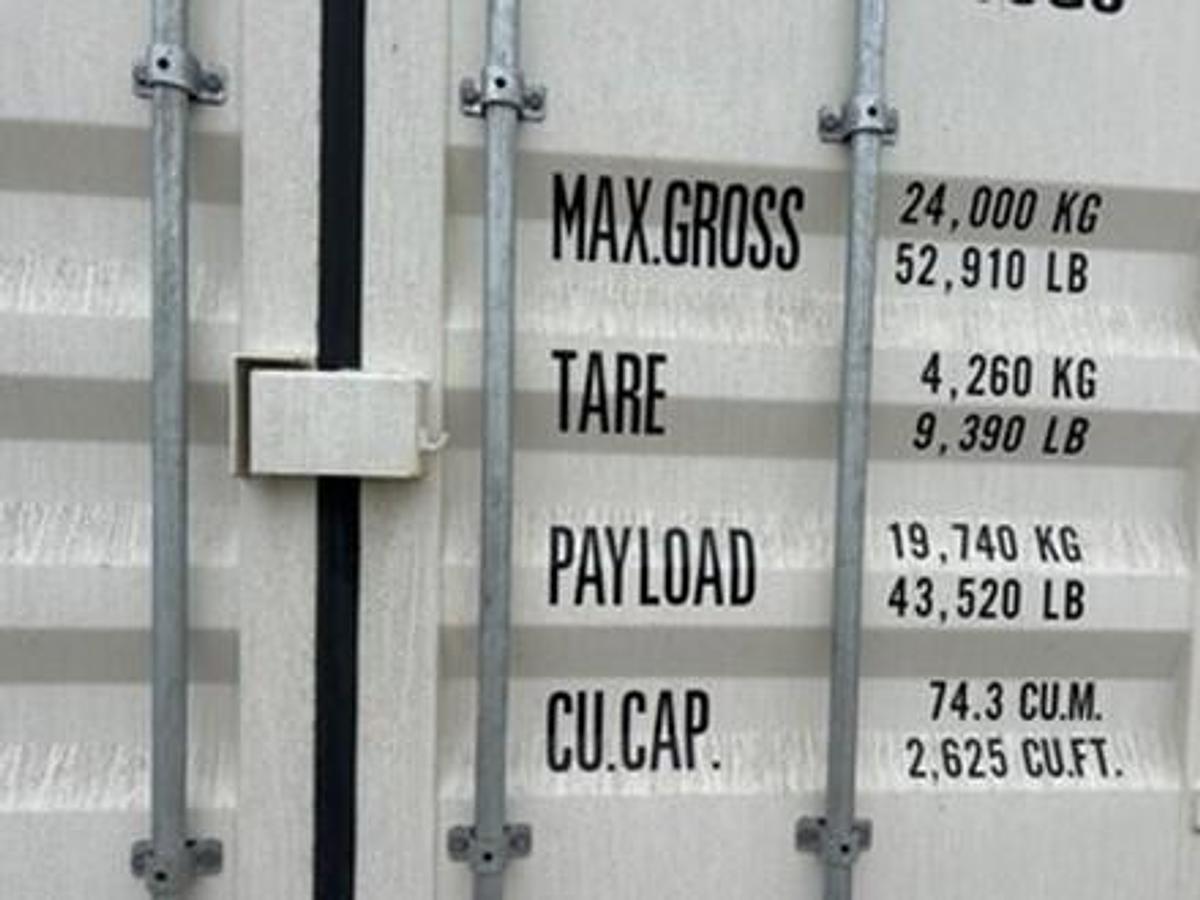 MAX.GROSS 24,000 KG
52,910 LB
TARE 4,260 KG
9,390 LB
PAYLOAD 19,740 KG
43,520 LB
CU.CAP. 74.3 CU.M.
2,625 CU.FT.